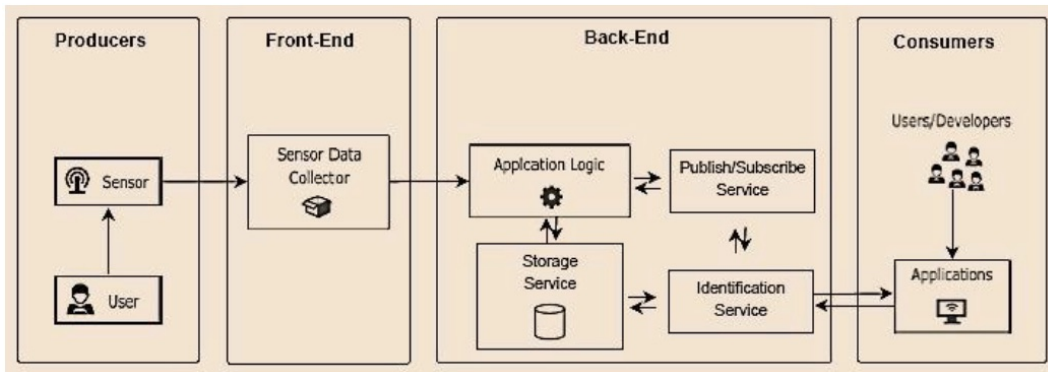 Producers
Sensor
User
Front-End
Sensor Data
Collector
Back-End
Applcation Logic
Publish/Subscribe
Service
Storage
Service
Identification
Service
Consumers
Users/Developers
Applications